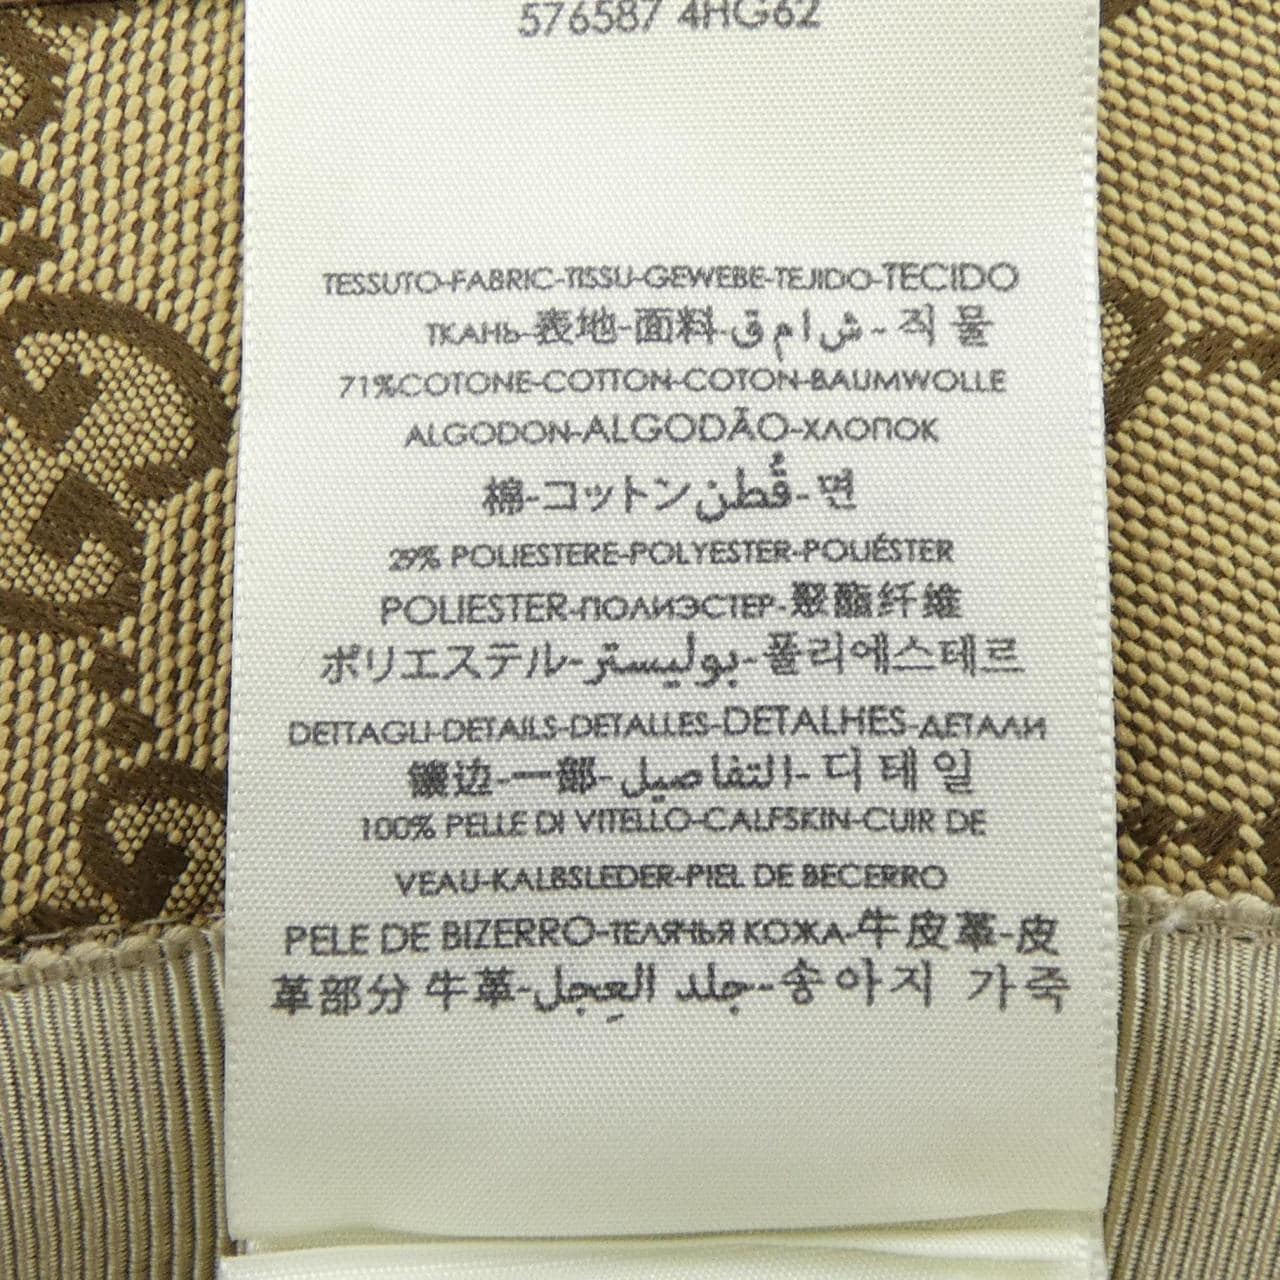 576587 4HG62
TESSUTO-FABRIC-TISSU-GEWEBE-TEJIDO-TECIDO
ТКАНЬ-表地-面料-ق ا م ش-직물
71%COTONE-COTTON-COTON-BAUMWOLLE
ALGODON-ALGODÃO-ХЛОПОК
棉-コットン-قُطن-면
29% POLIESTERE-POLYESTER-POLIÉSTER
POLIESTER-ПОЛИЭСТЕР-聚酯纤维
ポリエステル-بوليستر-폴리에스테르
DETTAGLI-DETAILS-DETALLES-DETALHES-ДЕТАЛИ
镶边-一部-التفاصيل-디테일
100% PELLE DI VITELLO-CALFSKIN-CUIR DE
VEAU-KALBSLEDER-PIEL DE BECERRO
PELE DE BIZERRO-ТЕЛЯЧЬЯ КОЖА-牛皮革-皮
革部分 牛革-جلد العِجل-송아지 가죽